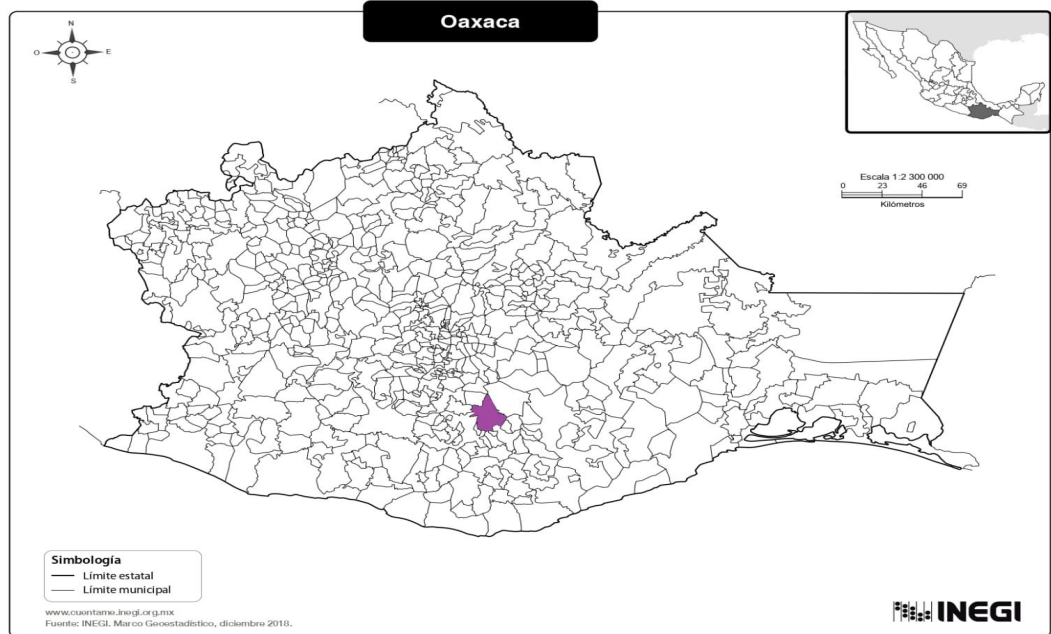 Oaxaca
N
O
E
S
Escala 1:2 300 000
0 23 46 69
Kilómetros
Simbología
Límite estatal
Límite municipal
www.cuentame.inegi.org.mx
Fuente: INEGI. Marco Geoestadístico, diciembre 2018.
INEGI